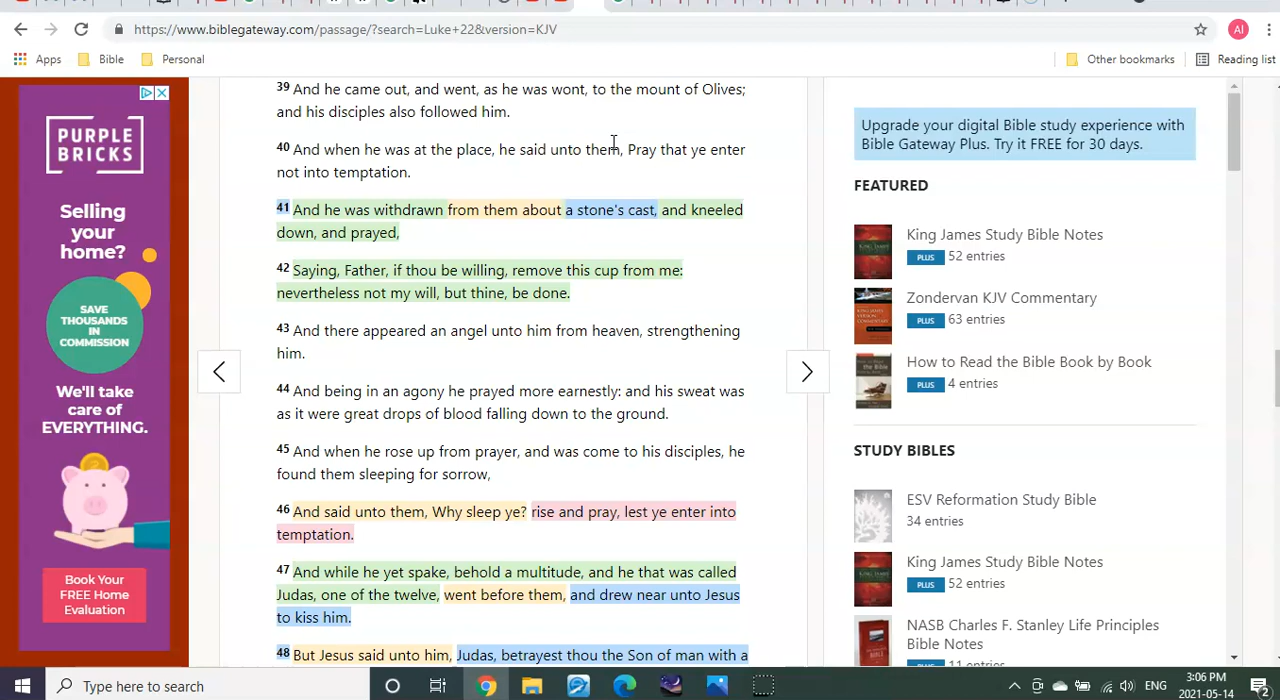 https://www.biblegateway.com/passage/?search=Luke+22&version=KJV
AI
Apps
Bible
Personal
Other bookmarks
Reading list
PURPLE
BRICKS
Selling
your
home?
SAVE
THOUSANDS
IN
COMMISSION
We'll take
care of
EVERYTHING.
Book Your
FREE Home
Evaluation
39 And he came out, and went, as he was wont, to the mount of Olives;
and his disciples also followed him.
40 And when he was at the place, he said unto them, Pray that ye enter
not into temptation.
41 And he was withdrawn from them about a stone's cast, and kneeled
down, and prayed,
42 Saying, Father, if thou be willing, remove this cup from me:
nevertheless not my will, but thine, be done.
43 And there appeared an angel unto him from heaven, strengthening
him.
44 And being in an agony he prayed more earnestly: and his sweat was
as it were great drops of blood falling down to the ground.
45 And when he rose up from prayer, and was come to his disciples, he
found them sleeping for sorrow,
46 And said unto them, Why sleep ye? rise and pray, lest ye enter into
temptation.
47 And while he yet spake, behold a multitude, and he that was called
Judas, one of the twelve, went before them, and drew near unto Jesus
to kiss him.
48 But Jesus said unto him, Judas, betrayest thou the Son of man with a
Upgrade your digital Bible study experience with
Bible Gateway Plus. Try it FREE for 30 days.
FEATURED
King James Study Bible Notes
PLUS 52 entries
Zondervan KJV Commentary
PLUS 63 entries
How to Read the Bible Book by Book
PLUS 4 entries
STUDY BIBLES
ESV Reformation Study Bible
34 entries
King James Study Bible Notes
PLUS 52 entries
NASB Charles F. Stanley Life Principles
Bible Notes
PLUS 11 entries
Type here to search
ENG
3:06 PM
2021-05-14
2